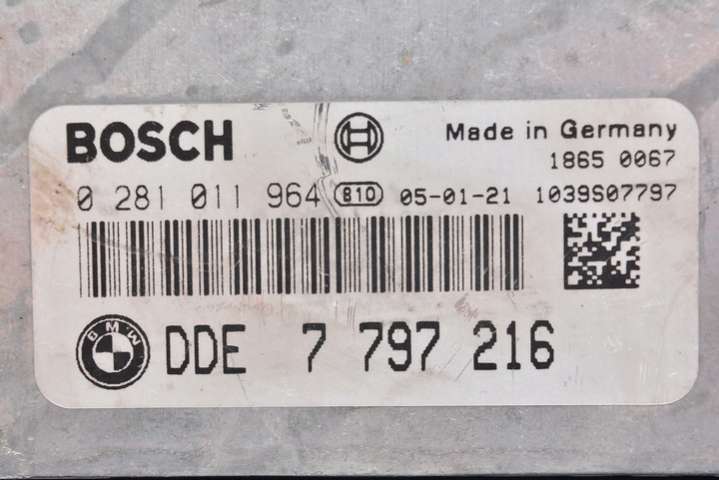 BOSCH
Made in Germany
1865 0067
0 281 011 964 B10 05-01-21 1039S07797
BMW
DDE 7 797 216